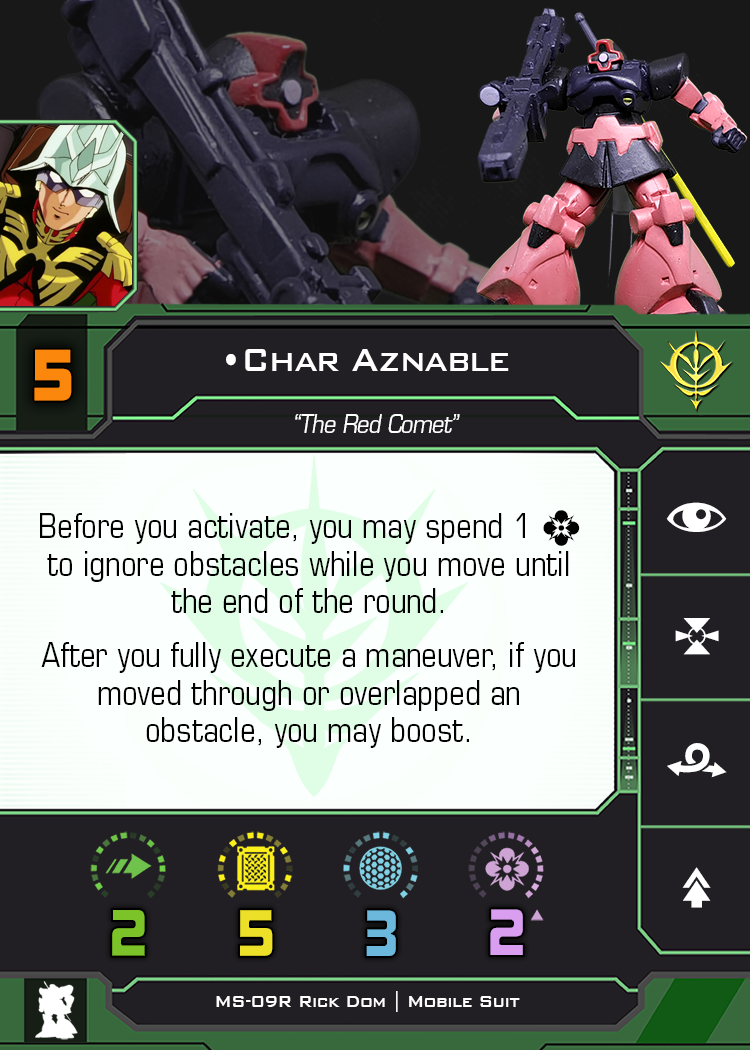 5
•Char Aznable
“The Red Comet”
Before you activate, you may spend 1
to ignore obstacles while you move until
the end of the round.
After you fully execute a maneuver, if you
moved through or overlapped an
obstacle, you may boost.
2 5 3 2
MS-09R Rick Dom | Mobile Suit